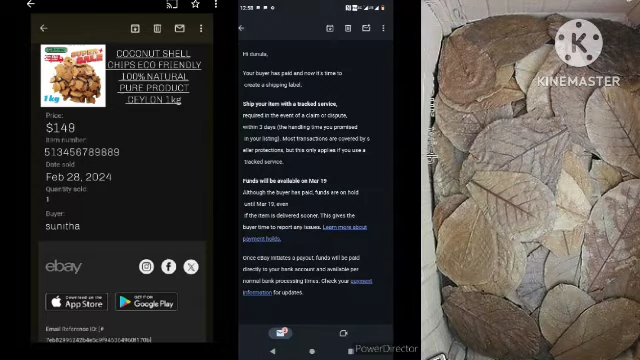 COCONUT SHELL
CHIPS ECO FRIENDLY
100% NATURAL
PURE PRODUCT
CEYLON 1kg
1 kg
Price:
$149
Item number:
513456789889
Date sold
Feb 28, 2024
Quantity sold:
1
Buyer:
sunitha
ebay
Download on the
App Store
GET IT ON
Google Play
Email Reference ID: [#
12:58
Hi
Your buyer has paid and now it's time to
create a shipping label.
Ship your item with a tracked service,
required in the event of a claim or dispute,
within 3 days (the handling time you promised
in your listing). Most transactions are covered by s
eller protections, but this only applies if you use a
tracked service.
Funds will be available on Mar 19
Although the buyer has paid, funds are on hold
until Mar 19, even
if the item is delivered sooner. This gives the
buyer time to report any issues. Learn more about
payment holds.
Once eBay initiates a payout, funds will be paid
directly to your bank account and available per
normal bank processing times. Check your payment
information for updates.
PowerDirector
KINEMASTER